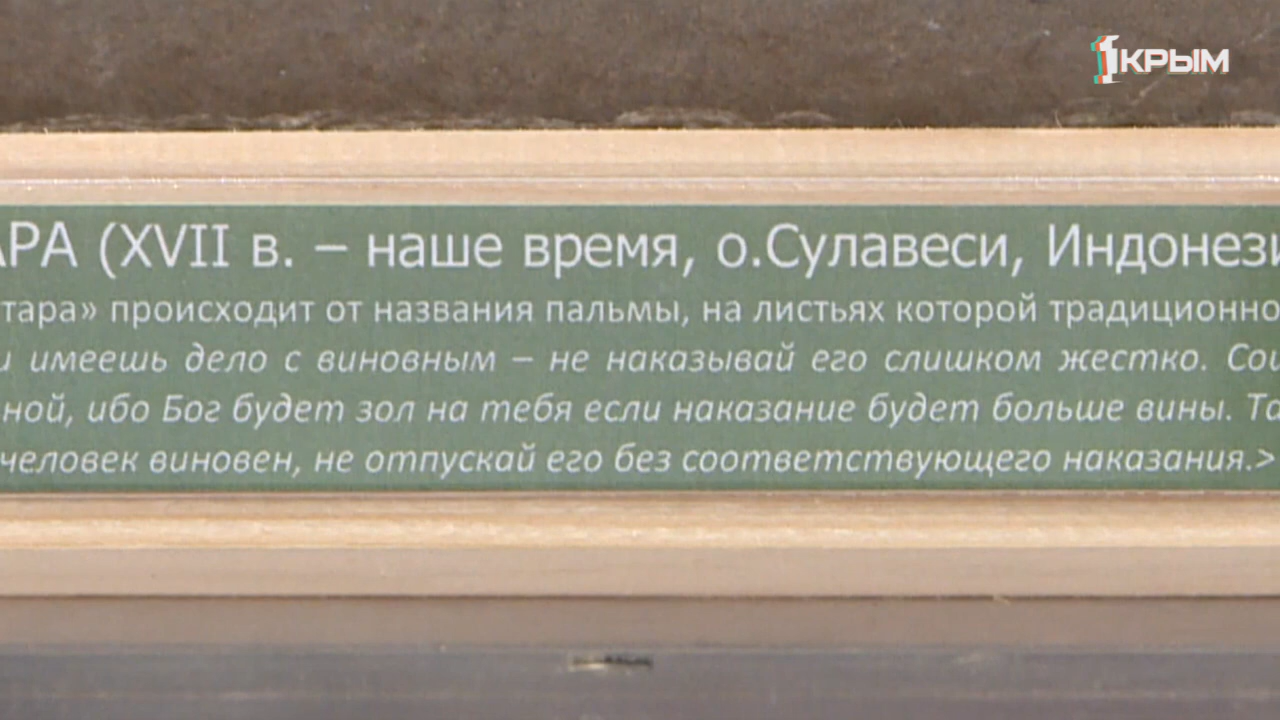 1КРЫМ
АРА (XVII в. – наше время, о.Сулавеси, Индонези
тара» происходит от названия пальмы, на листьях которой традиционно
и имеешь дело с виновным – не наказывай его слишком жестко. Сои
ной, ибо Бог будет зол на тебя если наказание будет больше вины. Та
человек виновен, не отпускай его без соответствующего наказания.>